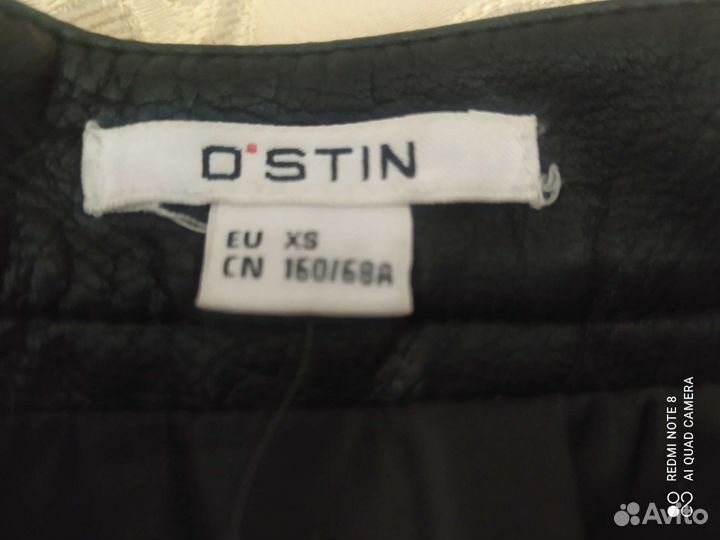 O'STIN
EU XS
CN 160/68A
REDMI NOTE 8
AI QUAD CAMERA
Avito